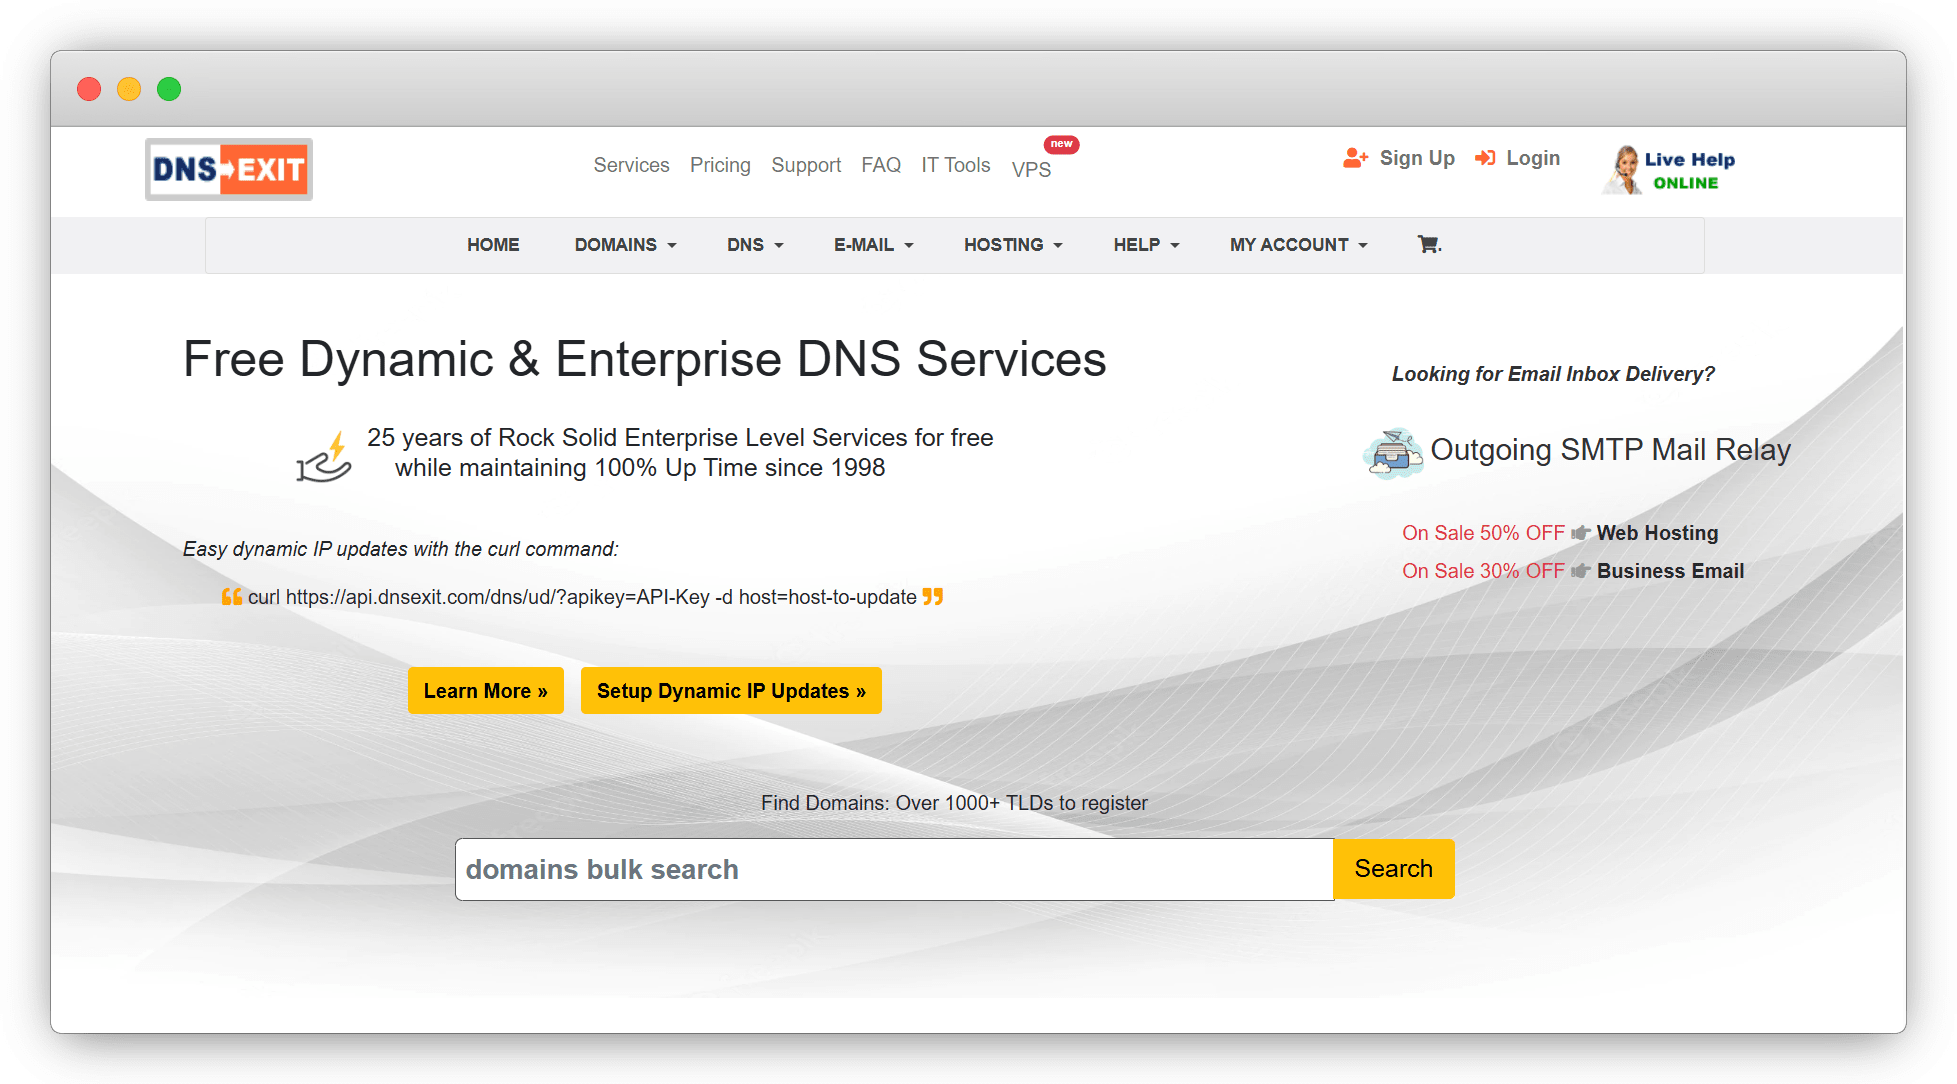 DNS EXIT
Services Pricing Support FAQ IT Tools VPS new
Sign Up Login
Live Help
ONLINE
HOME DOMAINS DNS E-MAIL HOSTING HELP MY ACCOUNT .
Free Dynamic & Enterprise DNS Services
25 years of Rock Solid Enterprise Level Services for free
while maintaining 100% Up Time since 1998
Easy dynamic IP updates with the curl command:
❝ curl https://api.dnsexit.com/dns/ud/?apikey=API-Key -d host=host-to-update ❞
Learn More » Setup Dynamic IP Updates »
Looking for Email Inbox Delivery?
Outgoing SMTP Mail Relay
On Sale 50% OFF Web Hosting
On Sale 30% OFF Business Email
Find Domains: Over 1000+ TLDs to register
domains bulk search Search